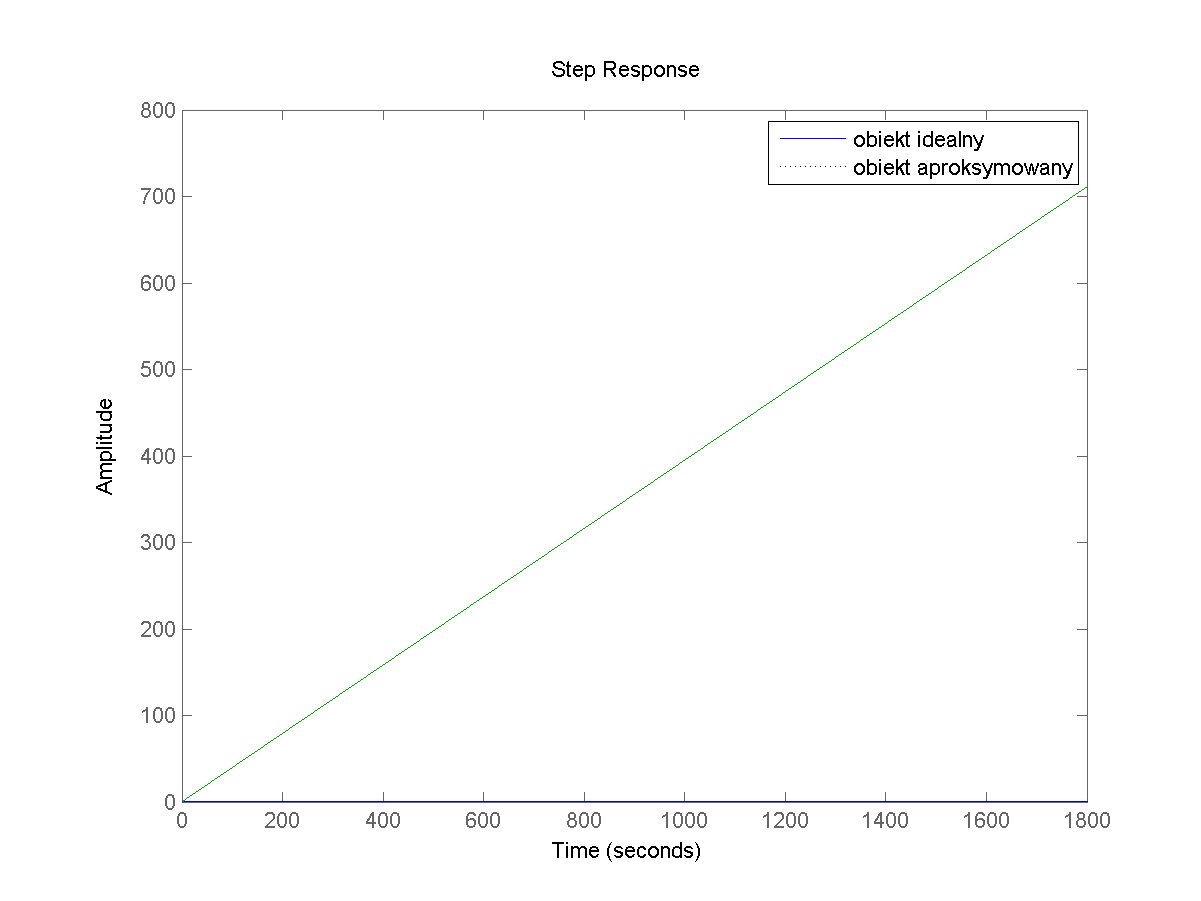 Step Response
800
700
600
500
400
300
200
100
0
Amplitude
obiekt idealny
obiekt aproksymowany
0 200 400 600 800 1000 1200 1400 1600 1800
Time (seconds)